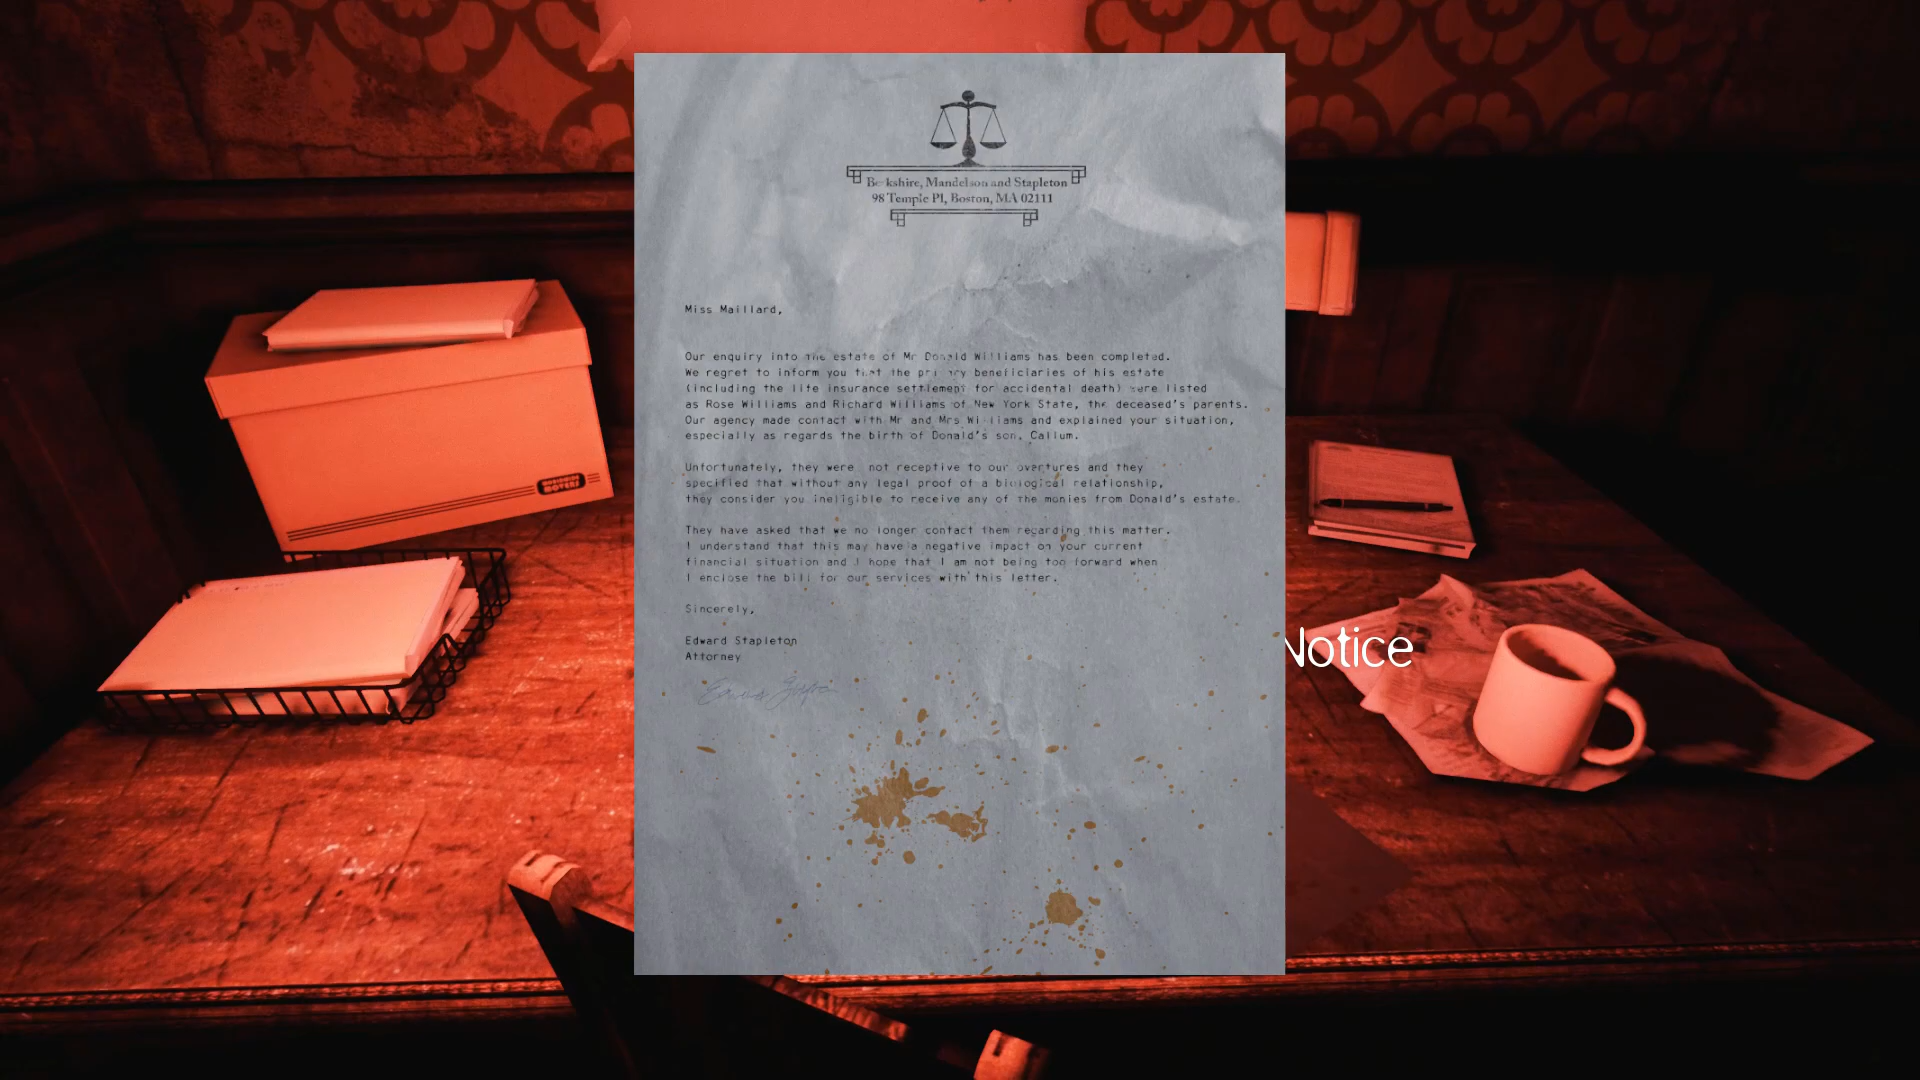 Berkshire, Mandelson and Stapleton
98 Temple Pl, Boston, MA 02111
Miss Maillard,
Our enquiry into the estate of Mr Donald Williams has been completed.
We regret to inform you that the primary beneficiaries of his estate
(including the life insurance settlement for accidental death) were listed
as Rose Williams and Richard Williams of New York State, the deceased's parents.
Our agency made contact with Mr and Mrs Williams and explained your situation,
especially as regards the birth of Donald's son, Callum.
Unfortunately, they were not receptive to our overtures and they
specified that without any legal proof of a biological relationship,
they consider you ineligible to receive any of the monies from Donald's estate.
They have asked that we no longer contact them regarding this matter.
I understand that this may have a negative impact on your current
financial situation and I hope that I am not being too forward when
I enclose the bill for our services with this letter.
Sincerely,
Edward Stapleton
Attorney
Notice
WORLDWIDE
MOVERS